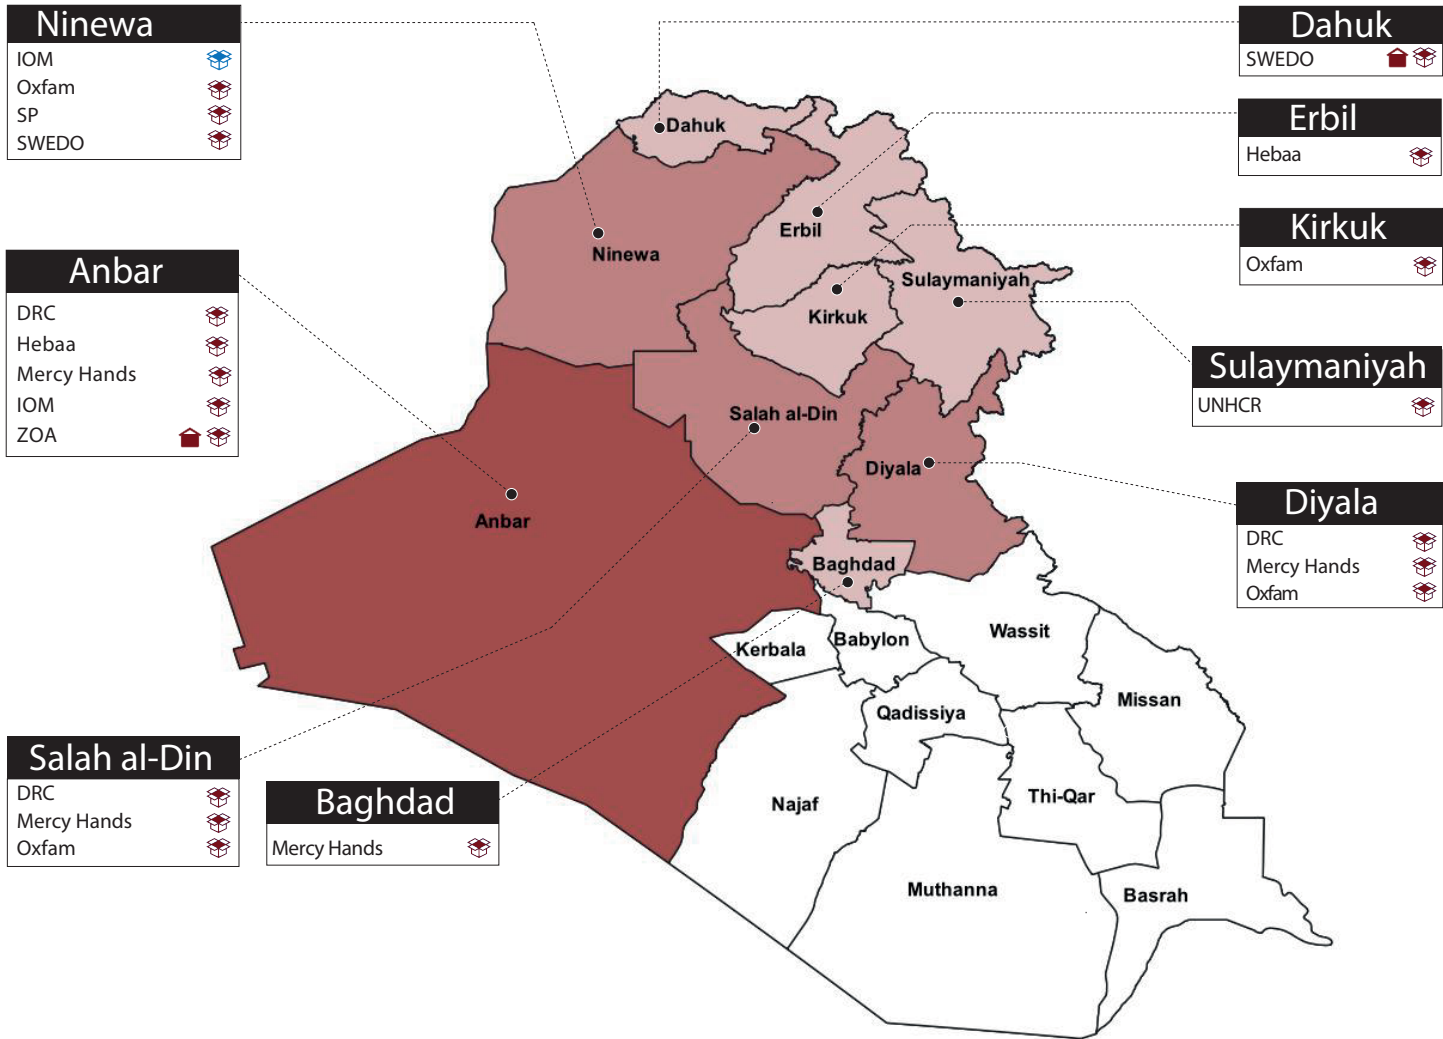 Ninewa
IOM
Oxfam
SP
SWEDO
Dahuk
SWEDO
Erbil
Hebaa
Kirkuk
Oxfam
Anbar
DRC
Hebaa
Mercy Hands
IOM
ZOA
Sulaymaniyah
UNHCR
Diyala
DRC
Mercy Hands
Oxfam
Salah al-Din
DRC
Mercy Hands
Oxfam
Baghdad
Mercy Hands
Dahuk
Erbil
Ninewa
Sulaymaniyah
Kirkuk
Salah al-Din
Diyala
Anbar
Baghdad
Wassit
Babylon
Kerbala
Missan
Qadissiya
Thi-Qar
Najaf
Muthanna
Basrah